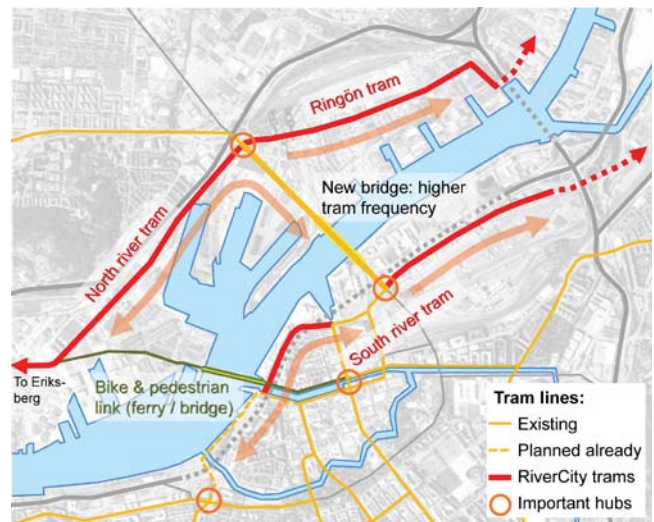 Ringön tram
New bridge: higher
tram frequency
North river tram
South river tram
To Eriks-
berg
Bike & pedestrian
link (ferry / bridge)
Tram lines:
Existing
Planned already
RiverCity trams
Important hubs